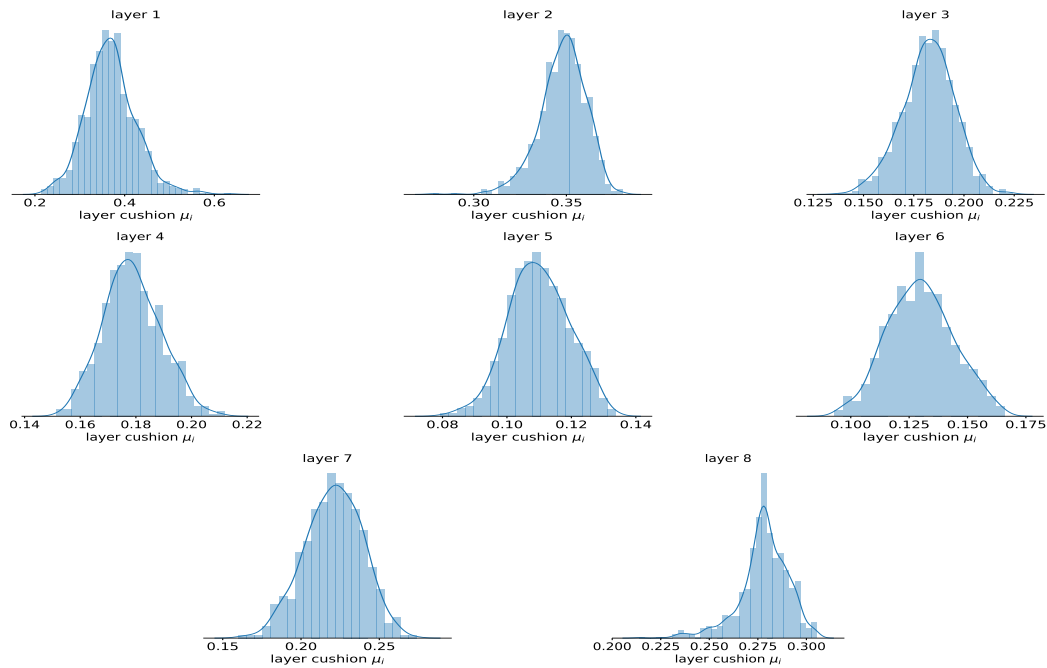 layer 1
layer 2
layer 3
0.2 0.4 0.6
0.30 0.35
0.125 0.150 0.175 0.200 0.225
layer cushion μᵢ
layer cushion μᵢ
layer cushion μᵢ
layer 4
layer 5
layer 6
0.14 0.16 0.18 0.20 0.22
0.08 0.10 0.12 0.14
0.100 0.125 0.150 0.175
layer cushion μᵢ
layer cushion μᵢ
layer cushion μᵢ
layer 7
layer 8
0.15 0.20 0.25
0.200 0.225 0.250 0.275 0.300
layer cushion μᵢ
layer cushion μᵢ